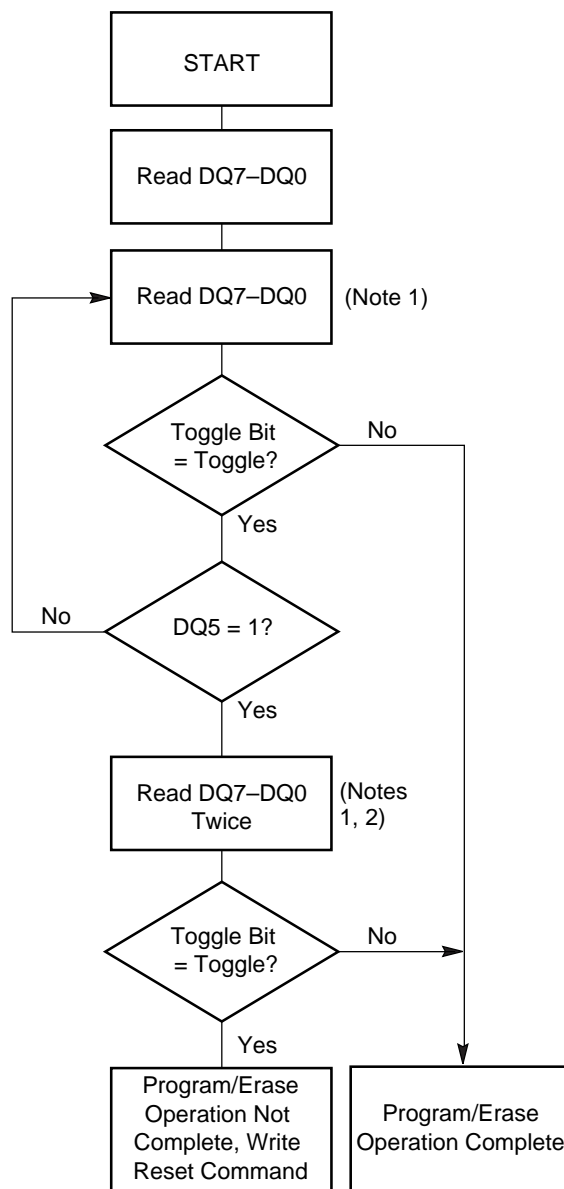 START
Read DQ7–DQ0
Read DQ7–DQ0
(Note 1)
Toggle Bit
= Toggle?
No
Yes
No
DQ5 = 1?
Yes
Read DQ7–DQ0
Twice
(Notes
1, 2)
Toggle Bit
= Toggle?
No
Yes
Program/Erase
Operation Not
Complete, Write
Reset Command
Program/Erase
Operation Complete